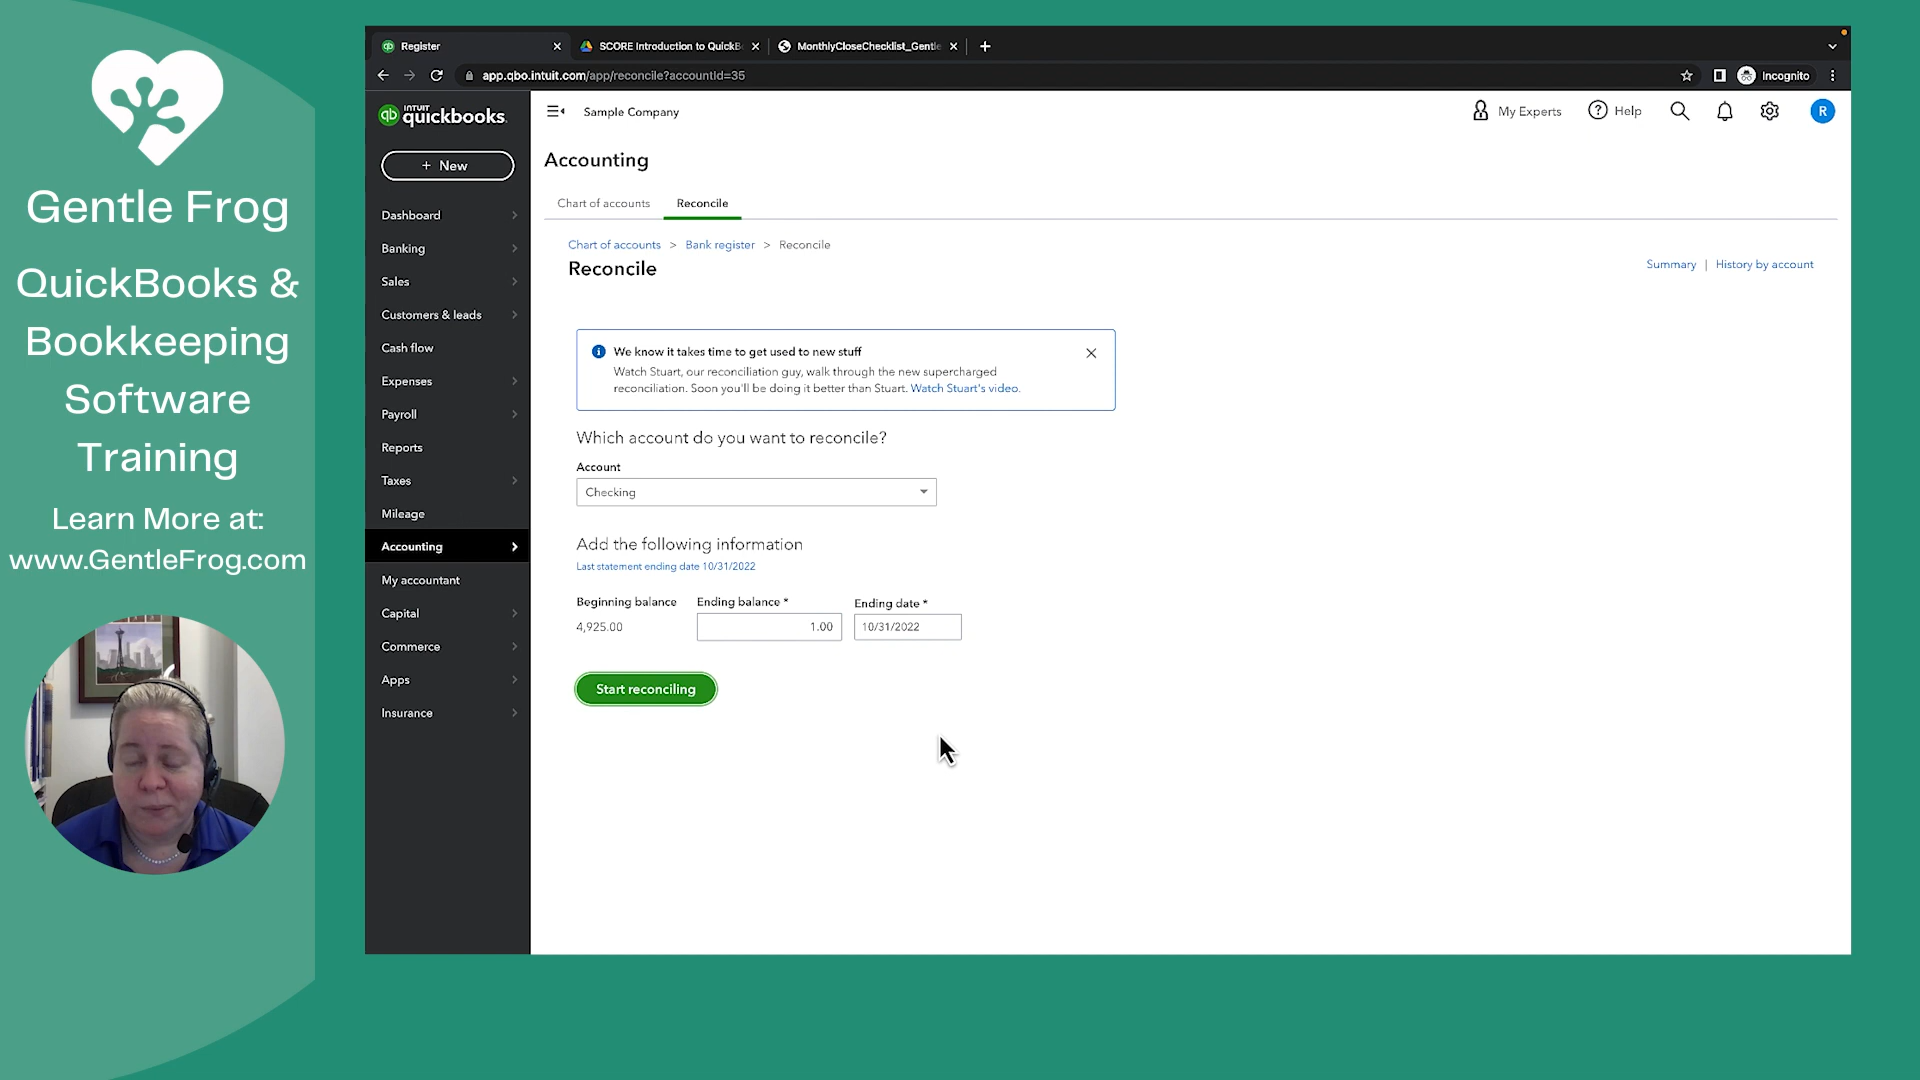 Gentle Frog
QuickBooks &
Bookkeeping
Software
Training
Learn More at:
www.GentleFrog.com
Register
SCORE Introduction to QuickB
MonthlyCloseChecklist_Gentle
app.qbo.intuit.com/app/reconcile?accountId=35
Incognito
qb INTUIT quickbooks.
+ New
Dashboard
Banking
Sales
Customers & leads
Cash flow
Expenses
Payroll
Reports
Taxes
Mileage
Accounting
My accountant
Capital
Commerce
Apps
Insurance
Sample Company
My Experts
Help
R
Accounting
Chart of accounts
Reconcile
Chart of accounts > Bank register > Reconcile
Reconcile
Summary | History by account
We know it takes time to get used to new stuff
Watch Stuart, our reconciliation guy, walk through the new supercharged
reconciliation. Soon you'll be doing it better than Stuart. Watch Stuart's video.
Which account do you want to reconcile?
Account
Checking
Add the following information
Last statement ending date 10/31/2022
Beginning balance Ending balance * Ending date *
4,925.00 1.00 10/31/2022
Start reconciling